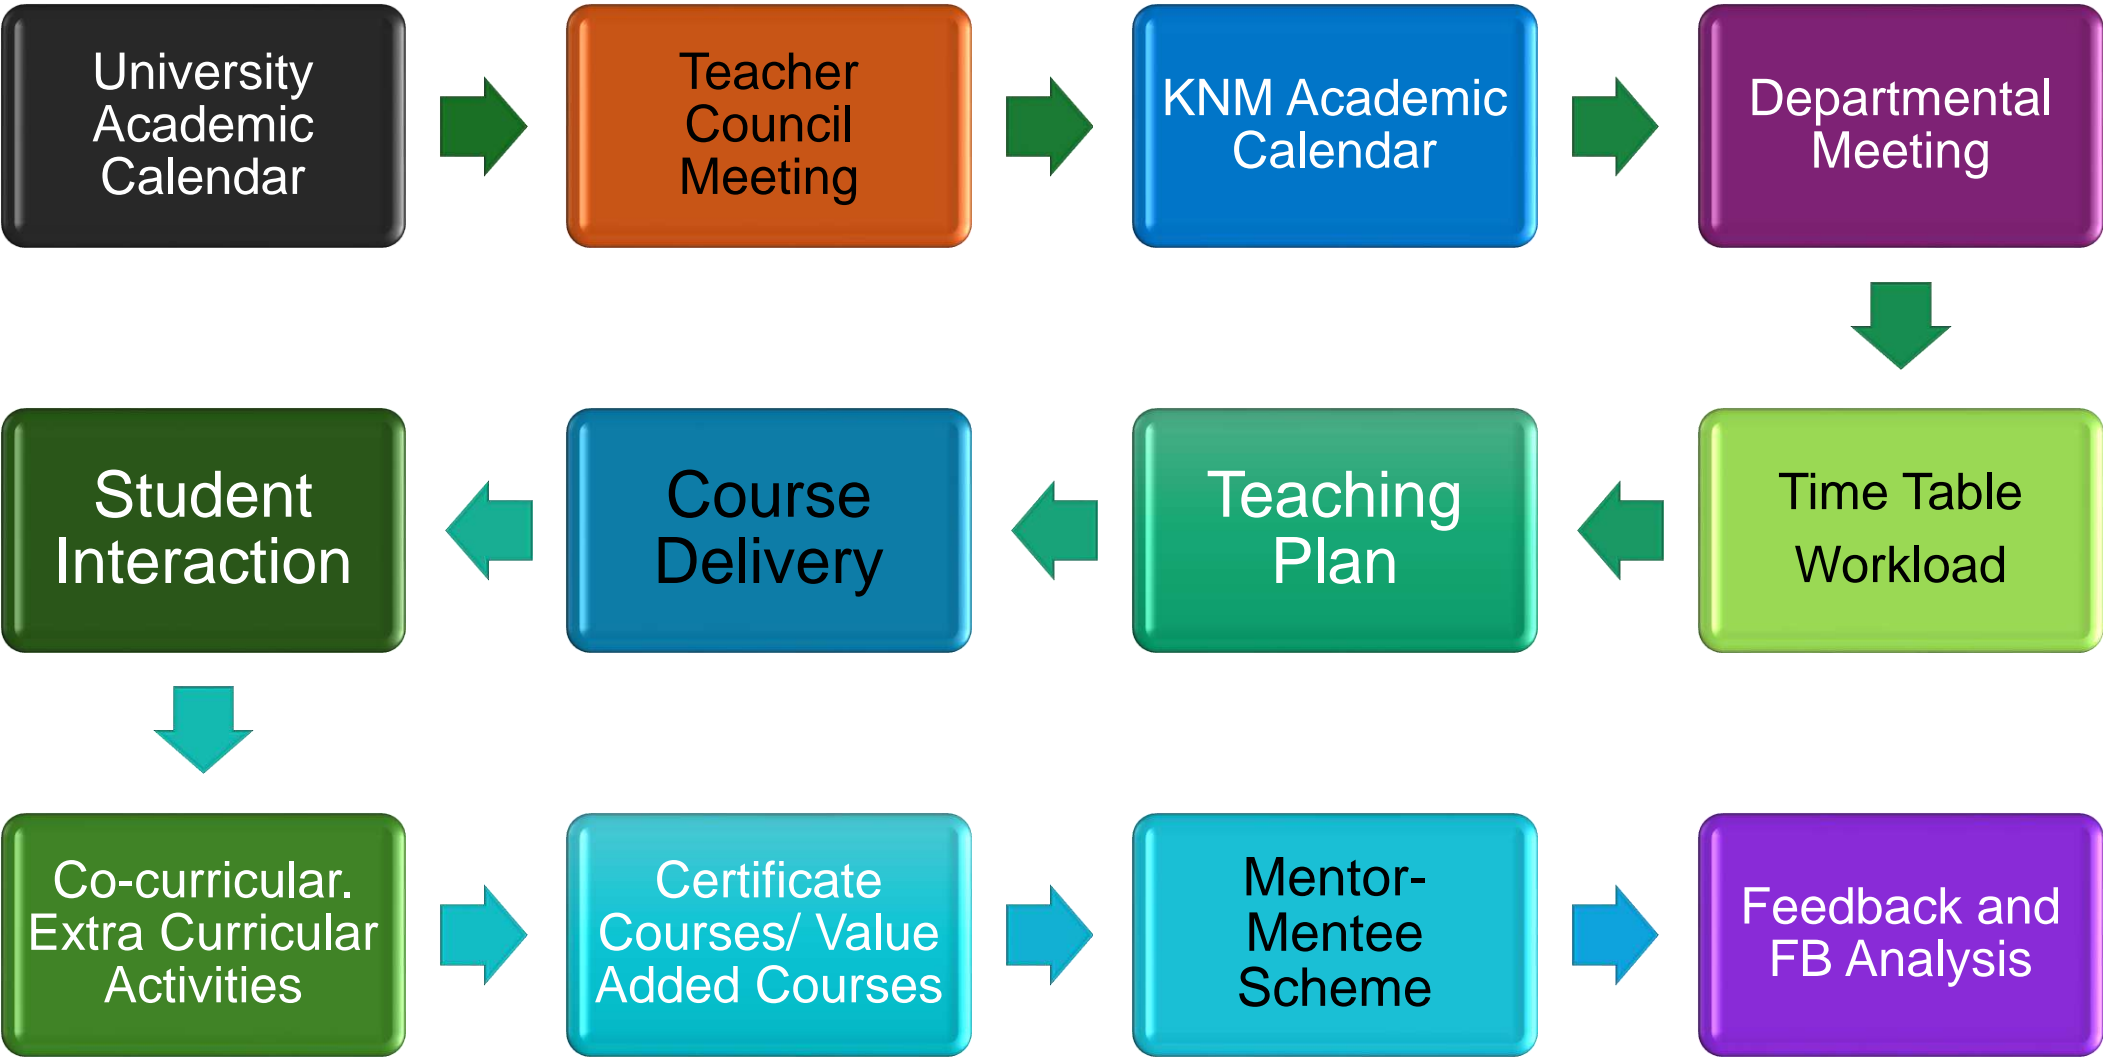 University
Academic
Calendar
Teacher
Council
Meeting
KNM Academic
Calendar
Departmental
Meeting
Time Table
Workload
Teaching
Plan
Course
Delivery
Student
Interaction
Co-curricular.
Extra Curricular
Activities
Certificate
Courses/ Value
Added Courses
Mentor-
Mentee
Scheme
Feedback and
FB Analysis